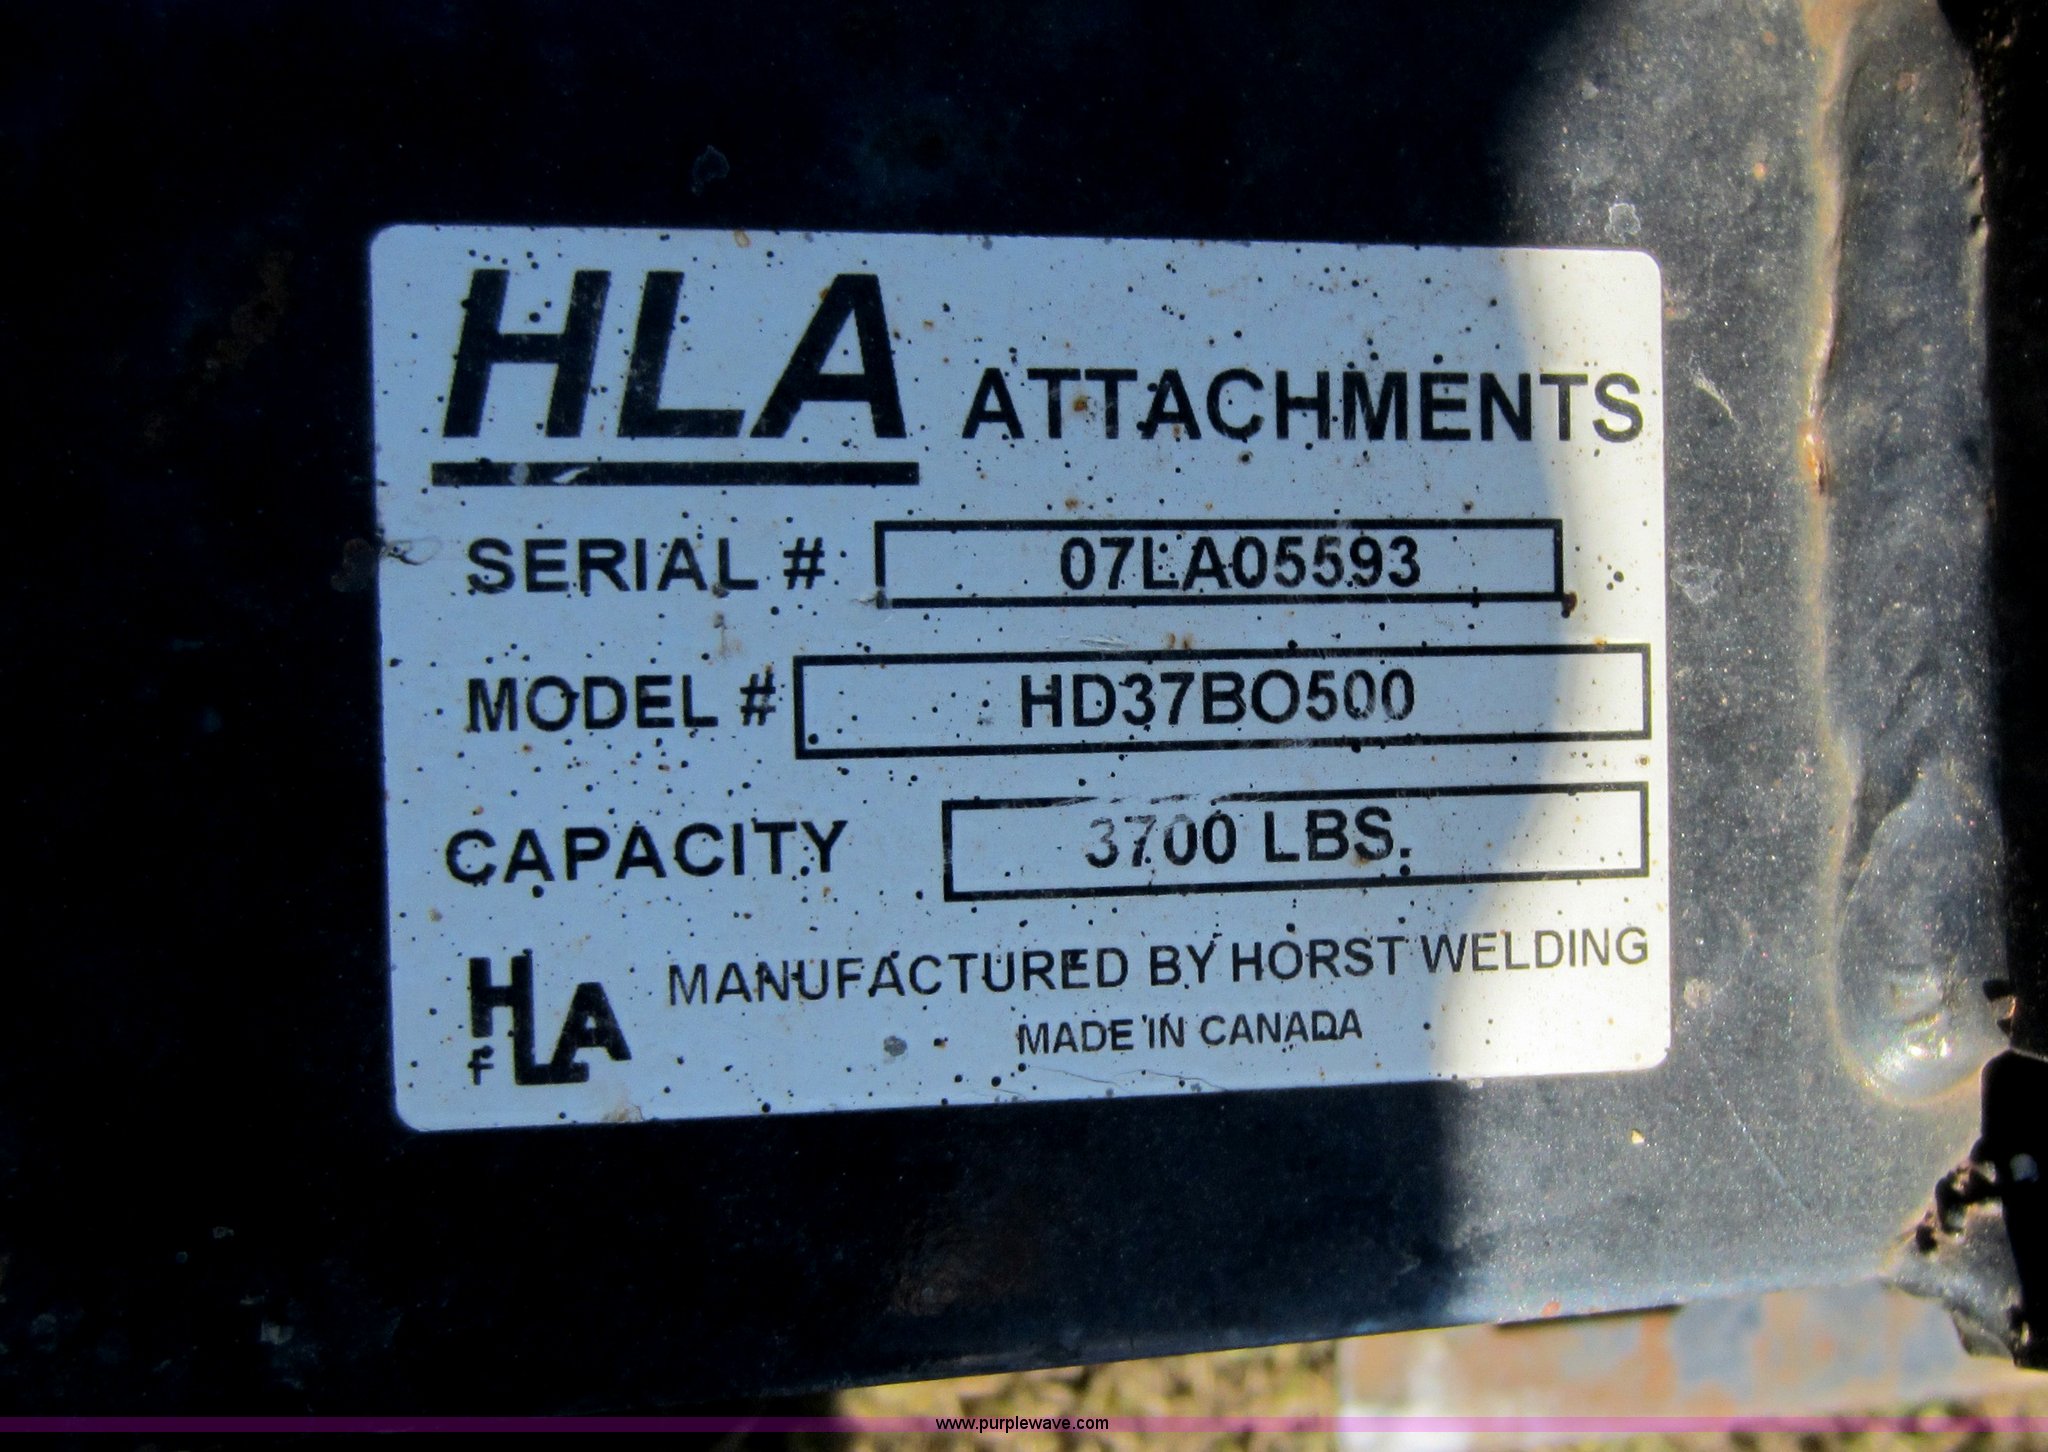 HLA ATTACHMENTS
SERIAL # 07LA05593
MODEL # HD37BO500
CAPACITY 3700 LBS.
HLA f MANUFACTURED BY HORST WELDING
MADE IN CANADA
www.purplewave.com